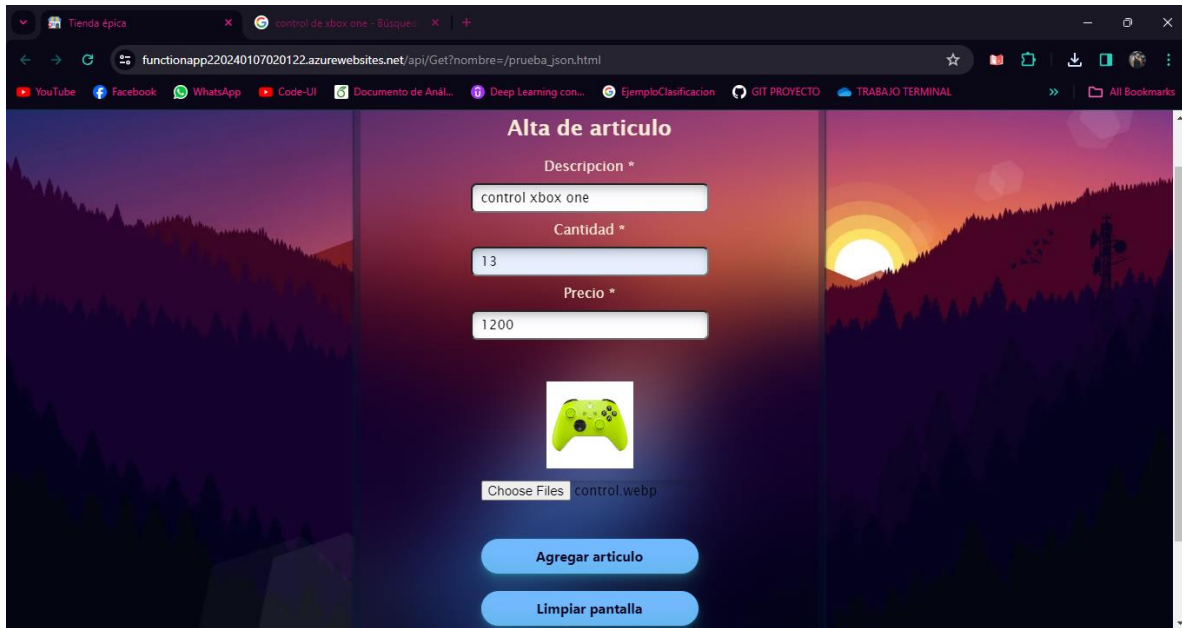 Tienda épica
control de xbox one - Búsqued
functionapp220240107020122.azurewebsites.net/api/Get?nombre=/prueba_json.html
YouTube Facebook WhatsApp Code-UI Documento de Anál... Deep Learning con... EjemploClasificacion GIT PROYECTO TRABAJO TERMINAL » All Bookmarks
Alta de articulo
Descripcion *
control xbox one
Cantidad *
13
Precio *
1200
Choose Files control.webp
Agregar articulo
Limpiar pantalla